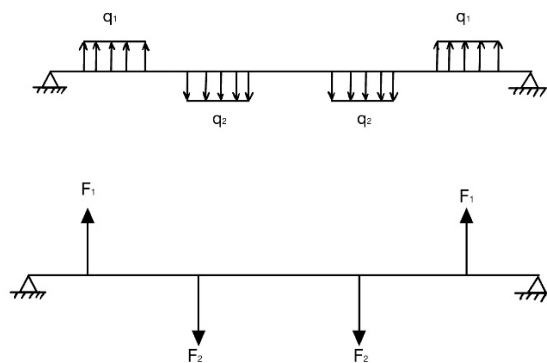 q₁ q₁
q₂ q₂
F₁ F₁
F₂ F₂